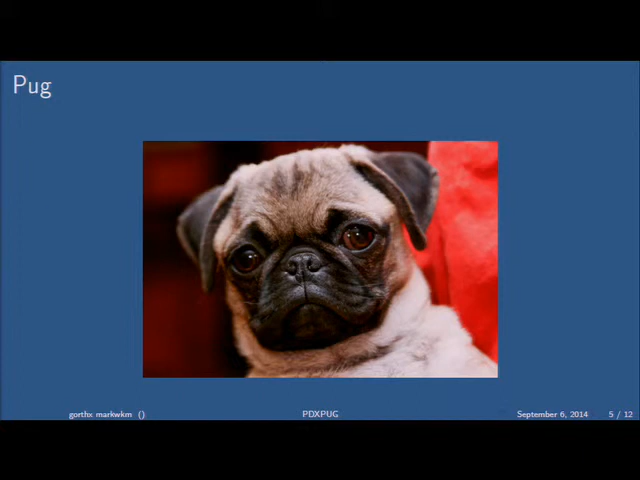 Pug
gorthx markwkm ()
PDXPUG
September 6, 2014
5 / 12